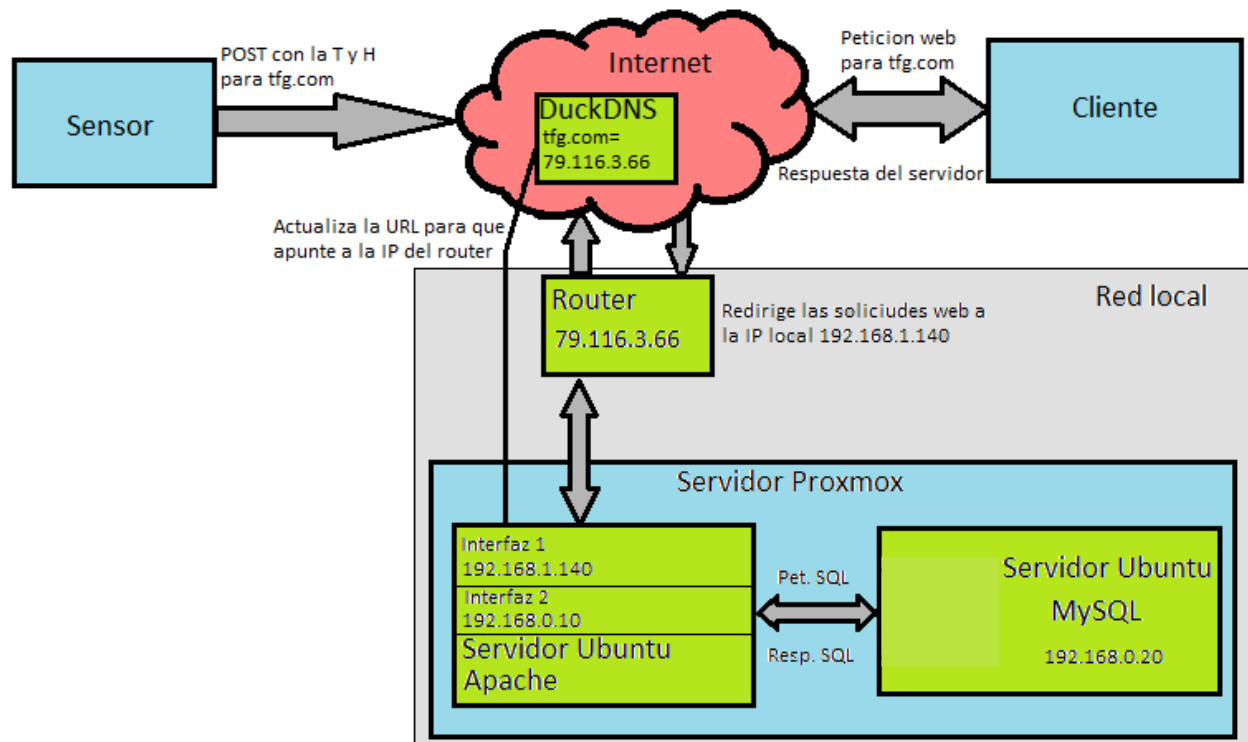 POST con la T y H
para tfg.com
Sensor
Internet
DuckDNS
tfg.com=
79.116.3.66
Peticion web
para tfg.com
Cliente
Respuesta del servidor
Actualiza la URL para que
apunte a la IP del router
Red local
Router
79.116.3.66
Redirige las soliciudes web a
la IP local 192.168.1.140
Servidor Proxmox
Interfaz 1
192.168.1.140
Interfaz 2
192.168.0.10
Servidor Ubuntu
Apache
Pet. SQL
Resp. SQL
Servidor Ubuntu
MySQL
192.168.0.20